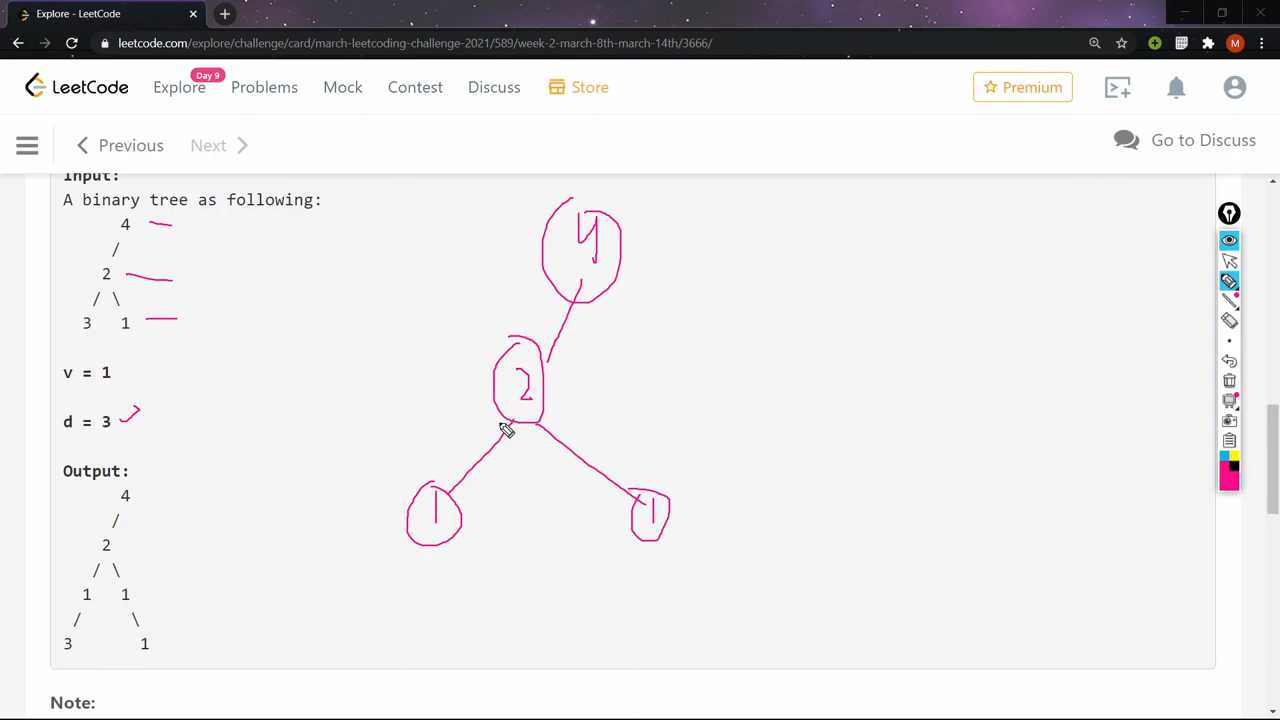 Explore - LeetCode
leetcode.com/explore/challenge/card/march-leetcoding-challenge-2021/589/week-2-march-8th-march-14th/3666/
M
LeetCode Explore Day 9 Problems Mock Contest Discuss Store Premium
Previous Next Go to Discuss
Input:
A binary tree as following:
4
/
2
/ \
3 1
v = 1
d = 3
Output:
4
/
2
/ \
1 1
/ \
3 1
4
2
1 1
Note: